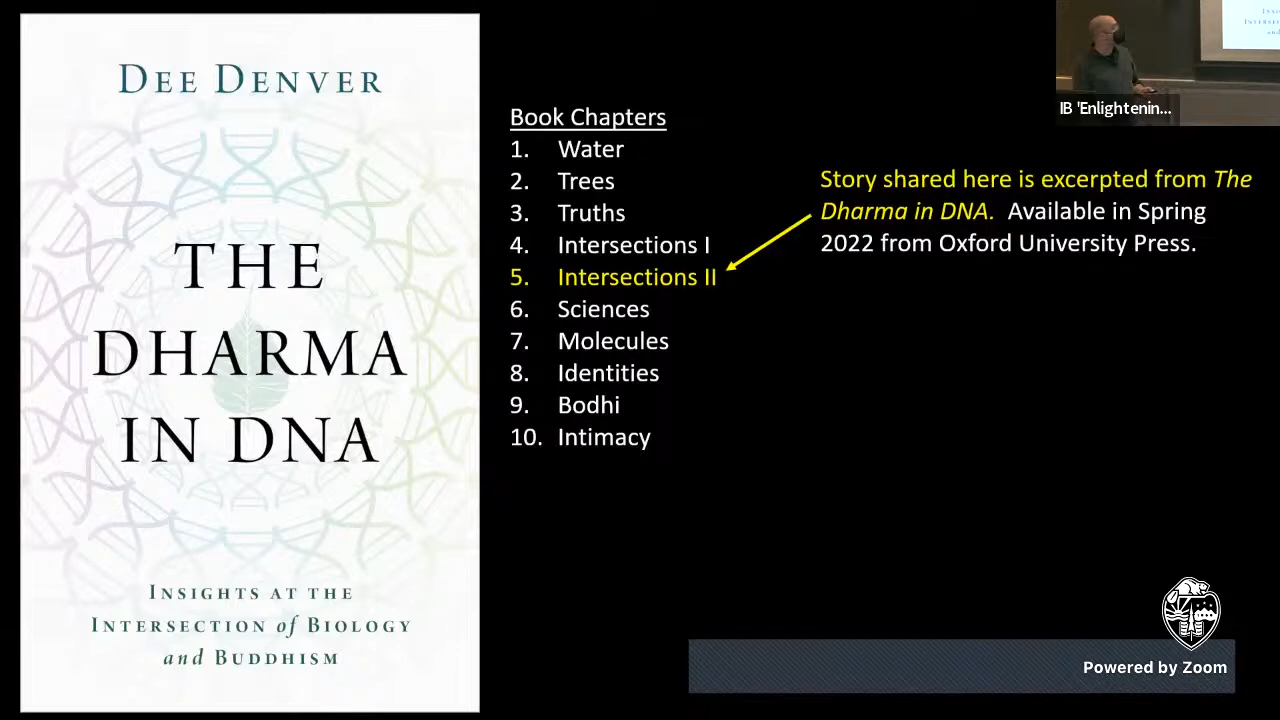 DEE DENVER
THE
DHARMA
IN DNA
INSIGHTS AT THE
INTERSECTION of BIOLOGY
and BUDDHISM
Book Chapters
1. Water
2. Trees
3. Truths
4. Intersections I
5. Intersections II
6. Sciences
7. Molecules
8. Identities
9. Bodhi
10. Intimacy
Story shared here is excerpted from The
Dharma in DNA. Available in Spring
2022 from Oxford University Press.
IB 'Enlightenin...
Powered by Zoom